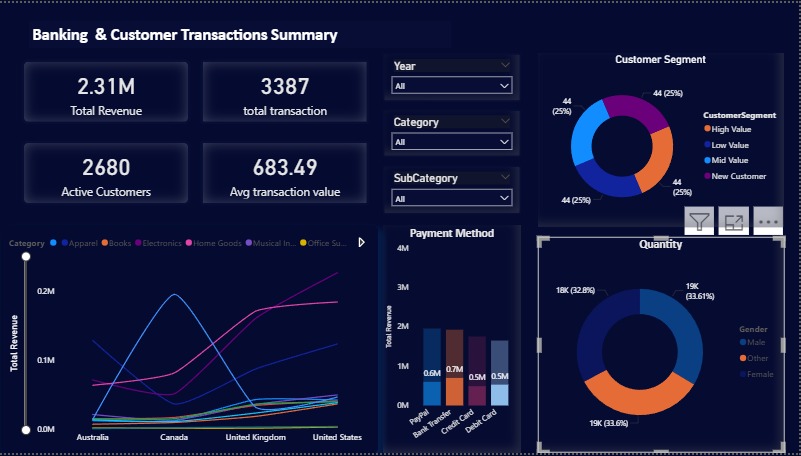 Banking & Customer Transactions Summary
2.31M
Total Revenue
3387
total transaction
2680
Active Customers
683.49
Avg transaction value
Year
All
Category
All
SubCategory
All
Customer Segment
44 (25%)
44
(25%)
44
(25%)
44 (25%)
CustomerSegment
High Value
Low Value
Mid Value
New Customer
Category
Apparel
Books
Electronics
Home Goods
Musical In...
Office Su...
Total Revenue
0.2M
0.1M
0.0M
Australia
Canada
United Kingdom
United States
Payment Method
Total Revenue
4M
3M
2M
1M
0M
0.6M
0.7M
0.5M
0.5M
PayPal
Bank Transfer
Credit Card
Debit Card
Quantity
18K (32.8%)
19K
(33.61%)
19K (33.6%)
Gender
Male
Other
Female